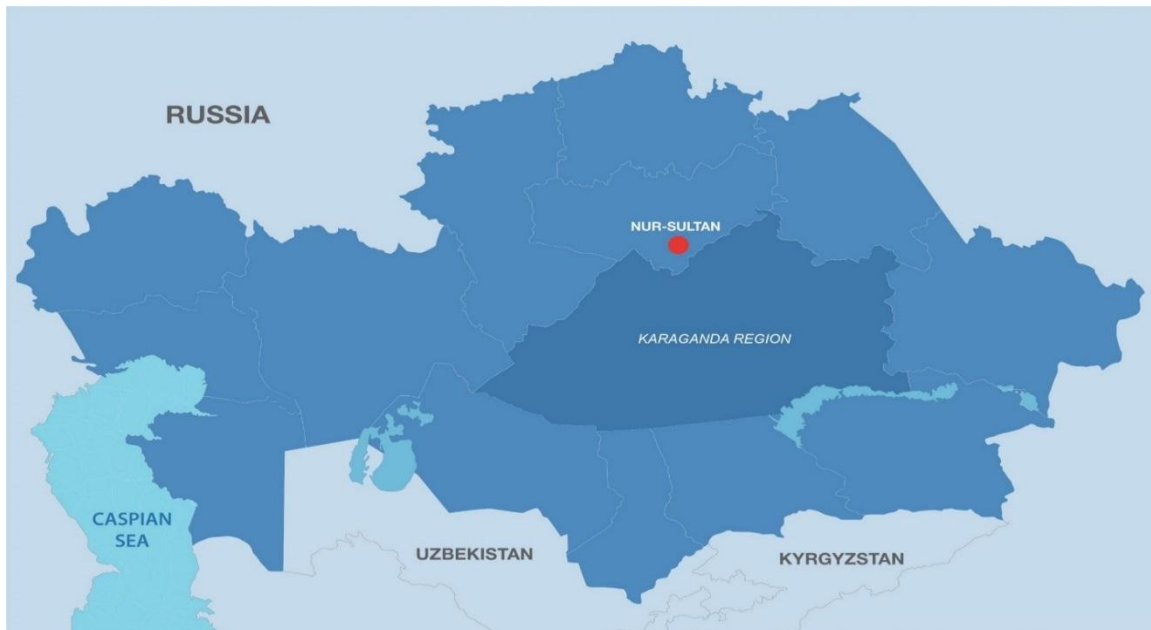 RUSSIA
NUR-SULTAN
KARAGANDA REGION
CASPIAN
SEA
UZBEKISTAN
KYRGYZSTAN